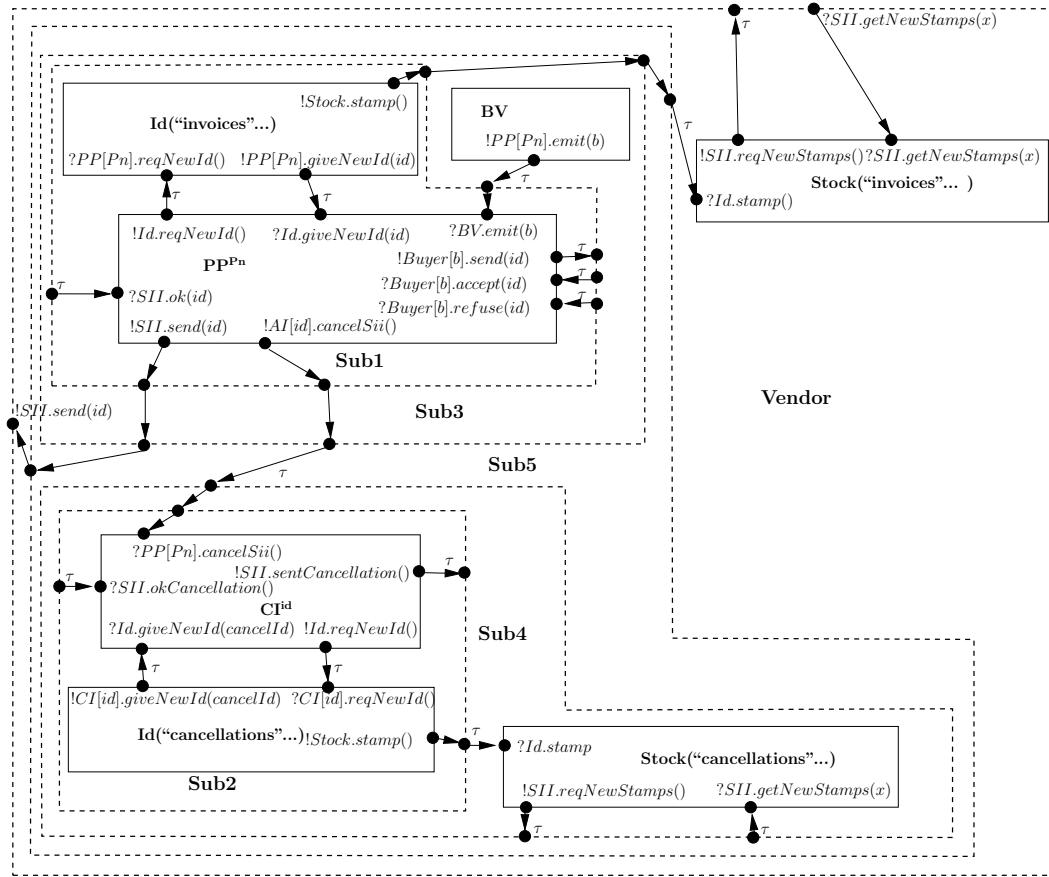 τ
?SII.getNewStamps(x)
!Stock.stamp()
Id(“invoices”...)
?PP[Pn].reqNewId()
!PP[Pn].giveNewId(id)
BV
!PP[Pn].emit(b)
τ
τ
τ
τ
!SII.reqNewStamps()
?SII.getNewStamps(x)
Stock(“invoices”... )
?Id.stamp()
!Id.reqNewId()
?Id.giveNewId(id)
?BV.emit(b)
PP^Pn
!Buyer[b].send(id)
τ
?Buyer[b].accept(id)
τ
?Buyer[b].refuse(id)
τ
τ
?SII.ok(id)
!SII.send(id)
!AI[id].cancelSii()
Sub1
Vendor
!SII.send(id)
Sub3
Sub5
τ
?PP[Pn].cancelSii()
!SII.sentCancellation()
τ
τ
?SII.okCancellation()
CI^id
?Id.giveNewId(cancelId)
!Id.reqNewId()
Sub4
τ
τ
!CI[id].giveNewId(cancelId)
?CI[id].reqNewId()
Id(“cancellations”...)
!Stock.stamp()
τ
?Id.stamp
Stock(“cancellations”...)
Sub2
!SII.reqNewStamps()
?SII.getNewStamps(x)
τ
τ